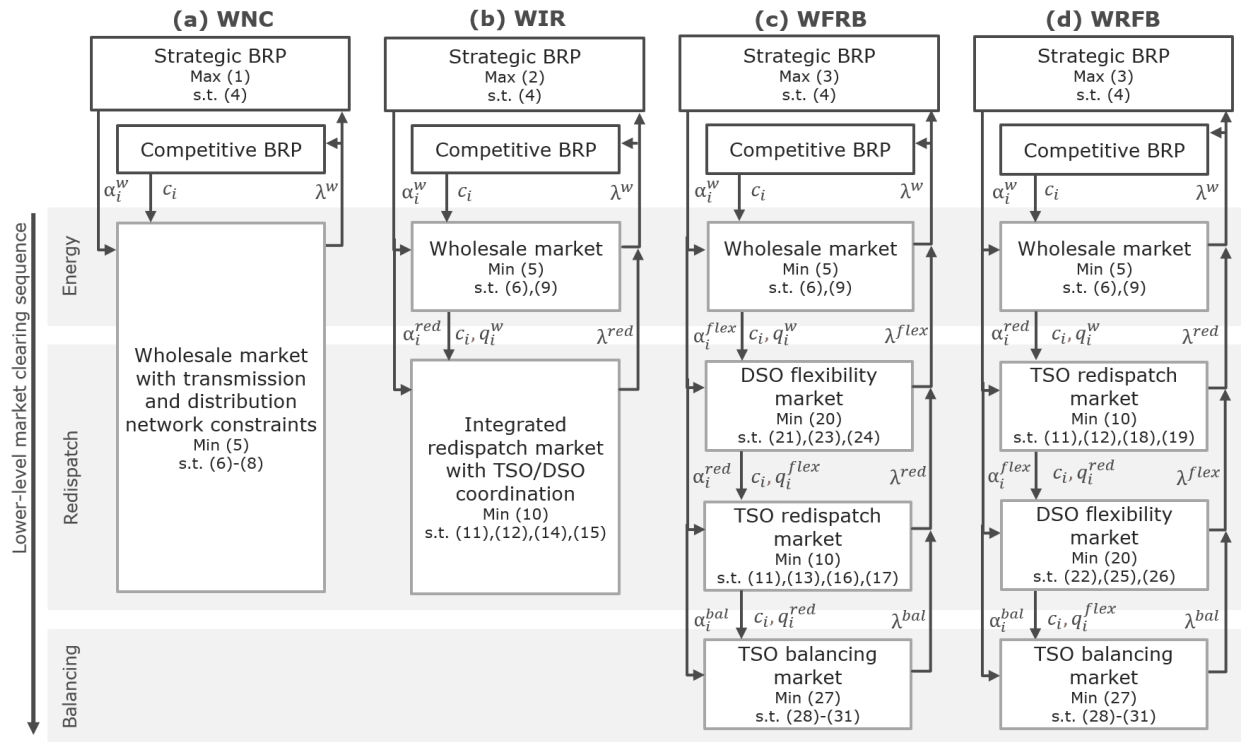 (a) WNC
Strategic BRP
Max (1)
s.t. (4)
Competitive BRP
α_i^w
c_i
λ^w
Wholesale market
with transmission
and distribution
network constraints
Min (5)
s.t. (6)-(8)
(b) WIR
Strategic BRP
Max (2)
s.t. (4)
Competitive BRP
α_i^w
c_i
λ^w
Wholesale market
Min (5)
s.t. (6),(9)
α_i^{red}
c_i, q_i^w
λ^{red}
Integrated
redispatch market
with TSO/DSO
coordination
Min (10)
s.t. (11),(12),(14),(15)
(c) WFRB
Strategic BRP
Max (3)
s.t. (4)
Competitive BRP
α_i^w
c_i
λ^w
Wholesale market
Min (5)
s.t. (6),(9)
α_i^{flex}
c_i, q_i^w
λ^{flex}
DSO flexibility
market
Min (20)
s.t. (21),(23),(24)
α_i^{red}
c_i, q_i^{flex}
λ^{red}
TSO redispatch
market
Min (10)
s.t. (11),(13),(16),(17)
α_i^{bal}
c_i, q_i^{red}
λ^{bal}
TSO balancing
market
Min (27)
s.t. (28)-(31)
(d) WRFB
Strategic BRP
Max (3)
s.t. (4)
Competitive BRP
α_i^w
c_i
λ^w
Wholesale market
Min (5)
s.t. (6),(9)
α_i^{red}
c_i, q_i^w
λ^{red}
TSO redispatch
market
Min (10)
s.t. (11),(12),(18),(19)
α_i^{flex}
c_i, q_i^{red}
λ^{flex}
DSO flexibility
market
Min (20)
s.t. (22),(25),(26)
α_i^{bal}
c_i, q_i^{flex}
λ^{bal}
TSO balancing
market
Min (27)
s.t. (28)-(31)
Lower-level market clearing sequence
Energy
Redispatch
Balancing